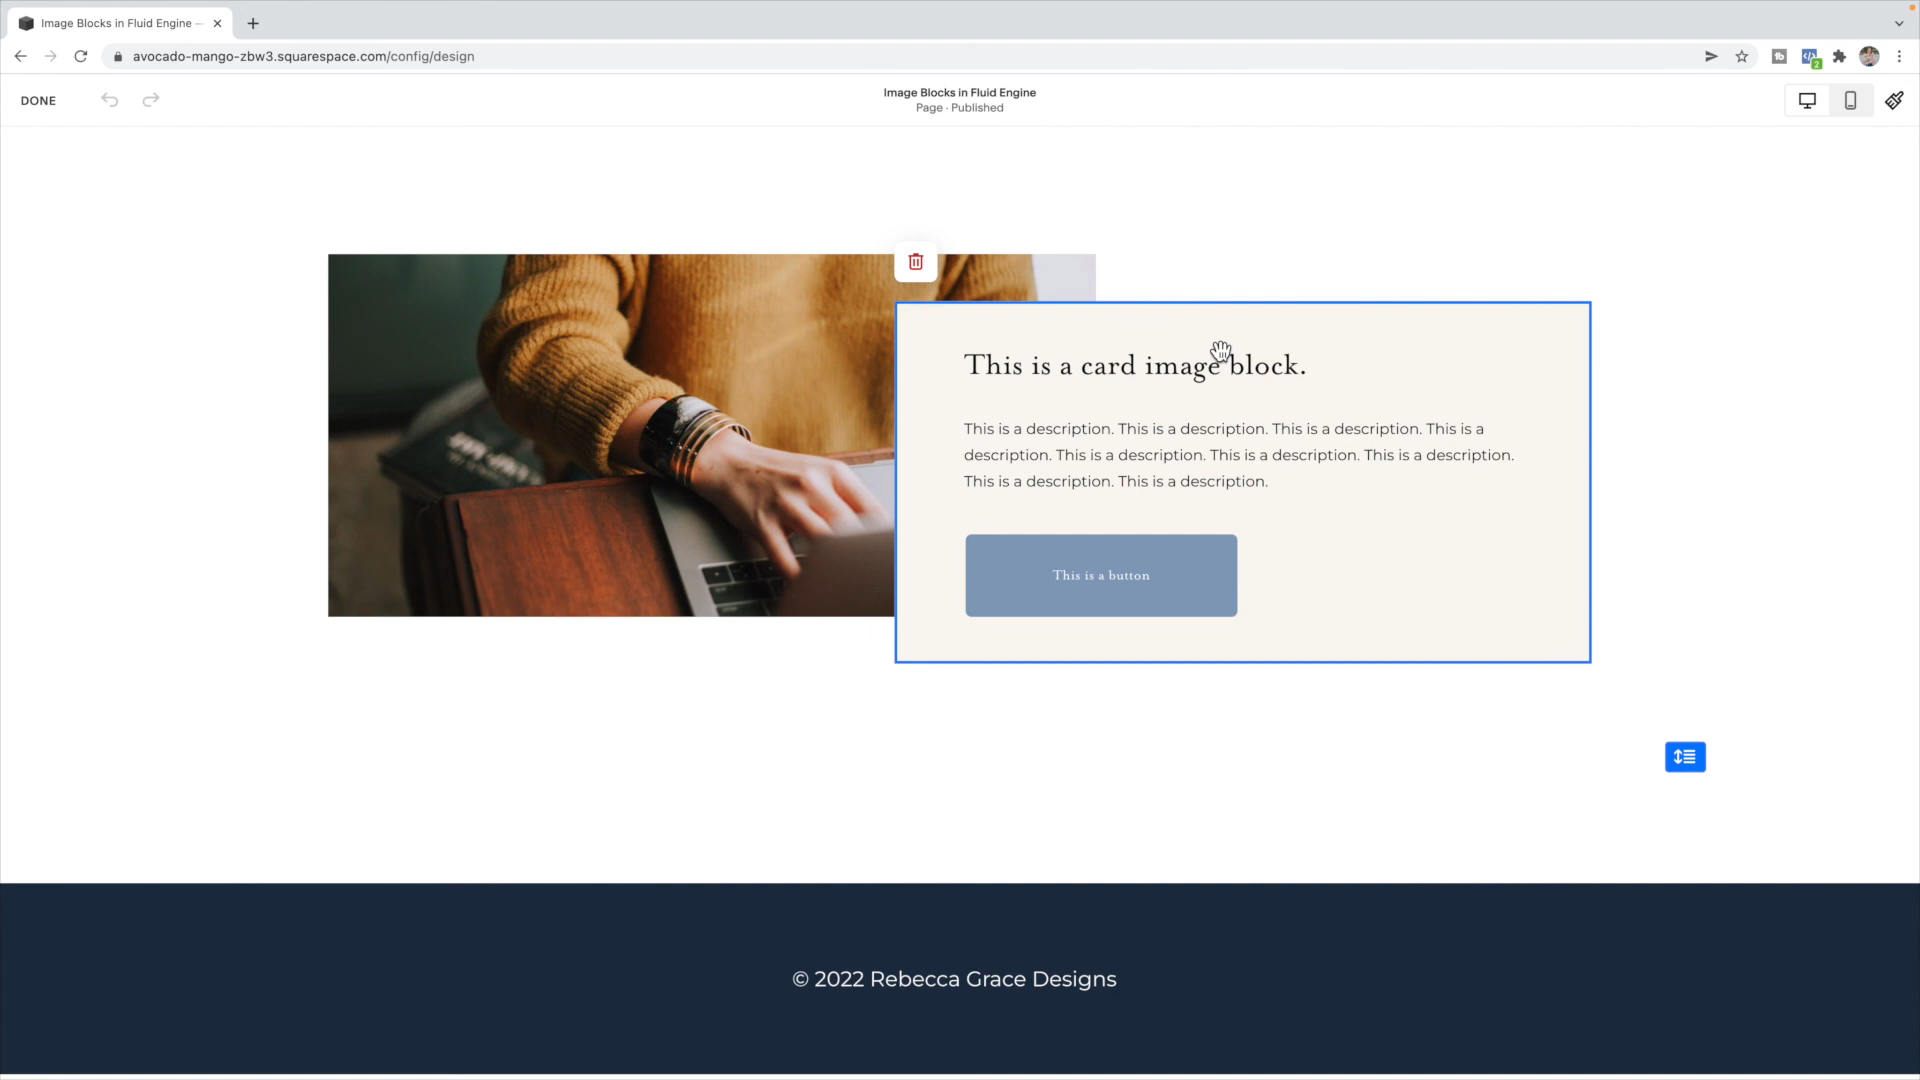 Image Blocks in Fluid Engine —
avocado-mango-zbw3.squarespace.com/config/design
2
DONE
Image Blocks in Fluid Engine
Page · Published
This is a card image block.
This is a description. This is a description. This is a description. This is a
description. This is a description. This is a description. This is a description.
This is a description. This is a description.
This is a button
© 2022 Rebecca Grace Designs